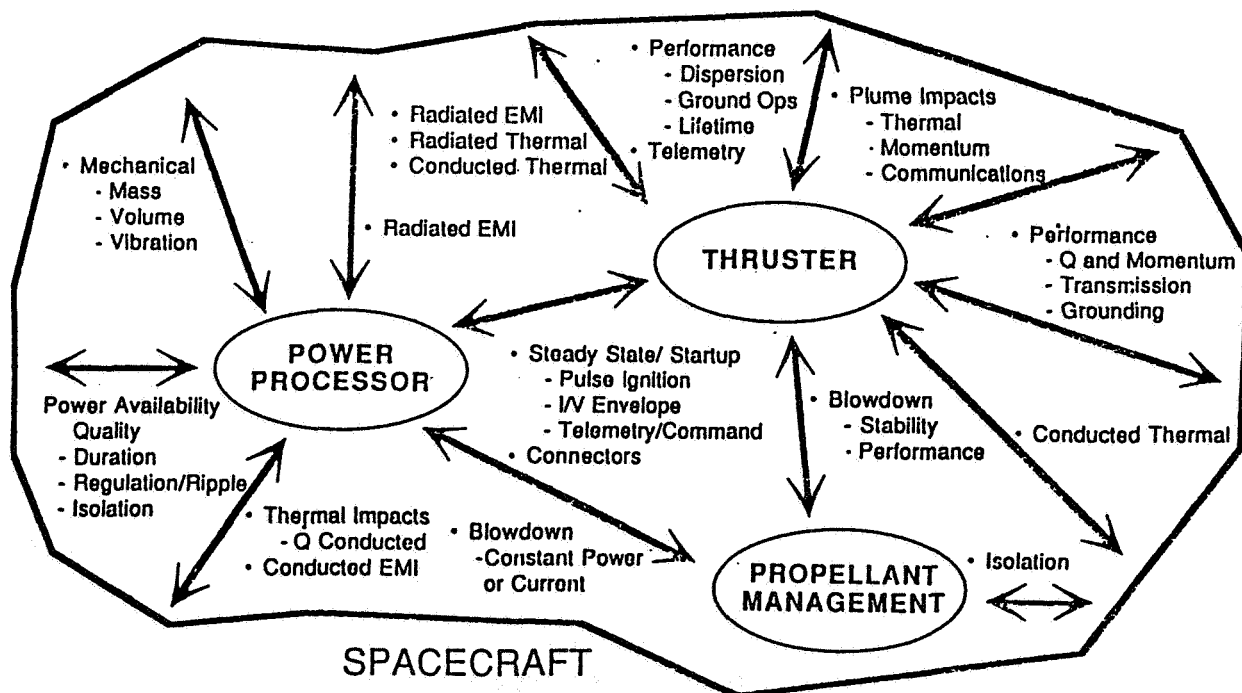 • Performance
- Dispersion
- Ground Ops
- Lifetime
• Telemetry
• Plume Impacts
- Thermal
- Momentum
- Communications
• Radiated EMI
• Radiated Thermal
• Conducted Thermal
• Mechanical
- Mass
- Volume
- Vibration
• Radiated EMI
THRUSTER
• Performance
- Q and Momentum
- Transmission
- Grounding
POWER
PROCESSOR
• Steady State/ Startup
- Pulse Ignition
- I/V Envelope
- Telemetry/Command
• Connectors
Power Availability
Quality
- Duration
- Regulation/Ripple
- Isolation
• Blowdown
- Stability
- Performance
• Conducted Thermal
• Thermal Impacts
- Q Conducted
• Conducted EMI
• Blowdown
-Constant Power
or Current
PROPELLANT
MANAGEMENT
• Isolation
SPACECRAFT